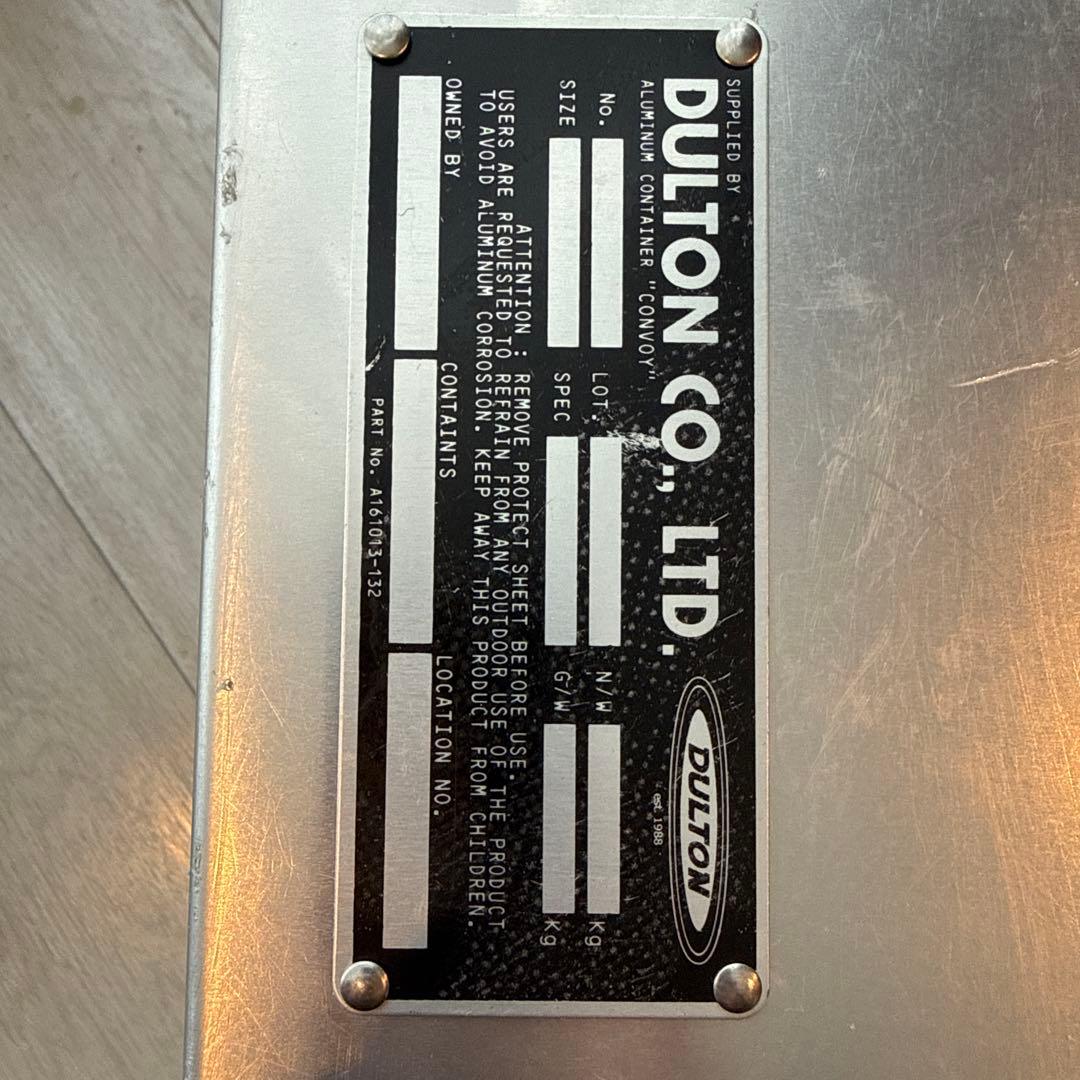 SUPPLIED BY
DULTON CO., LTD.
ALUMINUM CONTAINER "CONVOY"
DULTON
est. 1988
No. LOT. N/W Kg
SIZE SPEC G/W Kg
ATTENTION : REMOVE PROTECT SHEET BEFORE USE.
USERS ARE REQUESTED TO REFRAIN FROM ANY OUTDOOR USE OF THE PRODUCT
TO AVOID ALUMINUM CORROSION. KEEP AWAY THIS PRODUCT FROM CHILDREN.
OWNED BY CONTAINTS LOCATION NO.
PART No. A161013-132